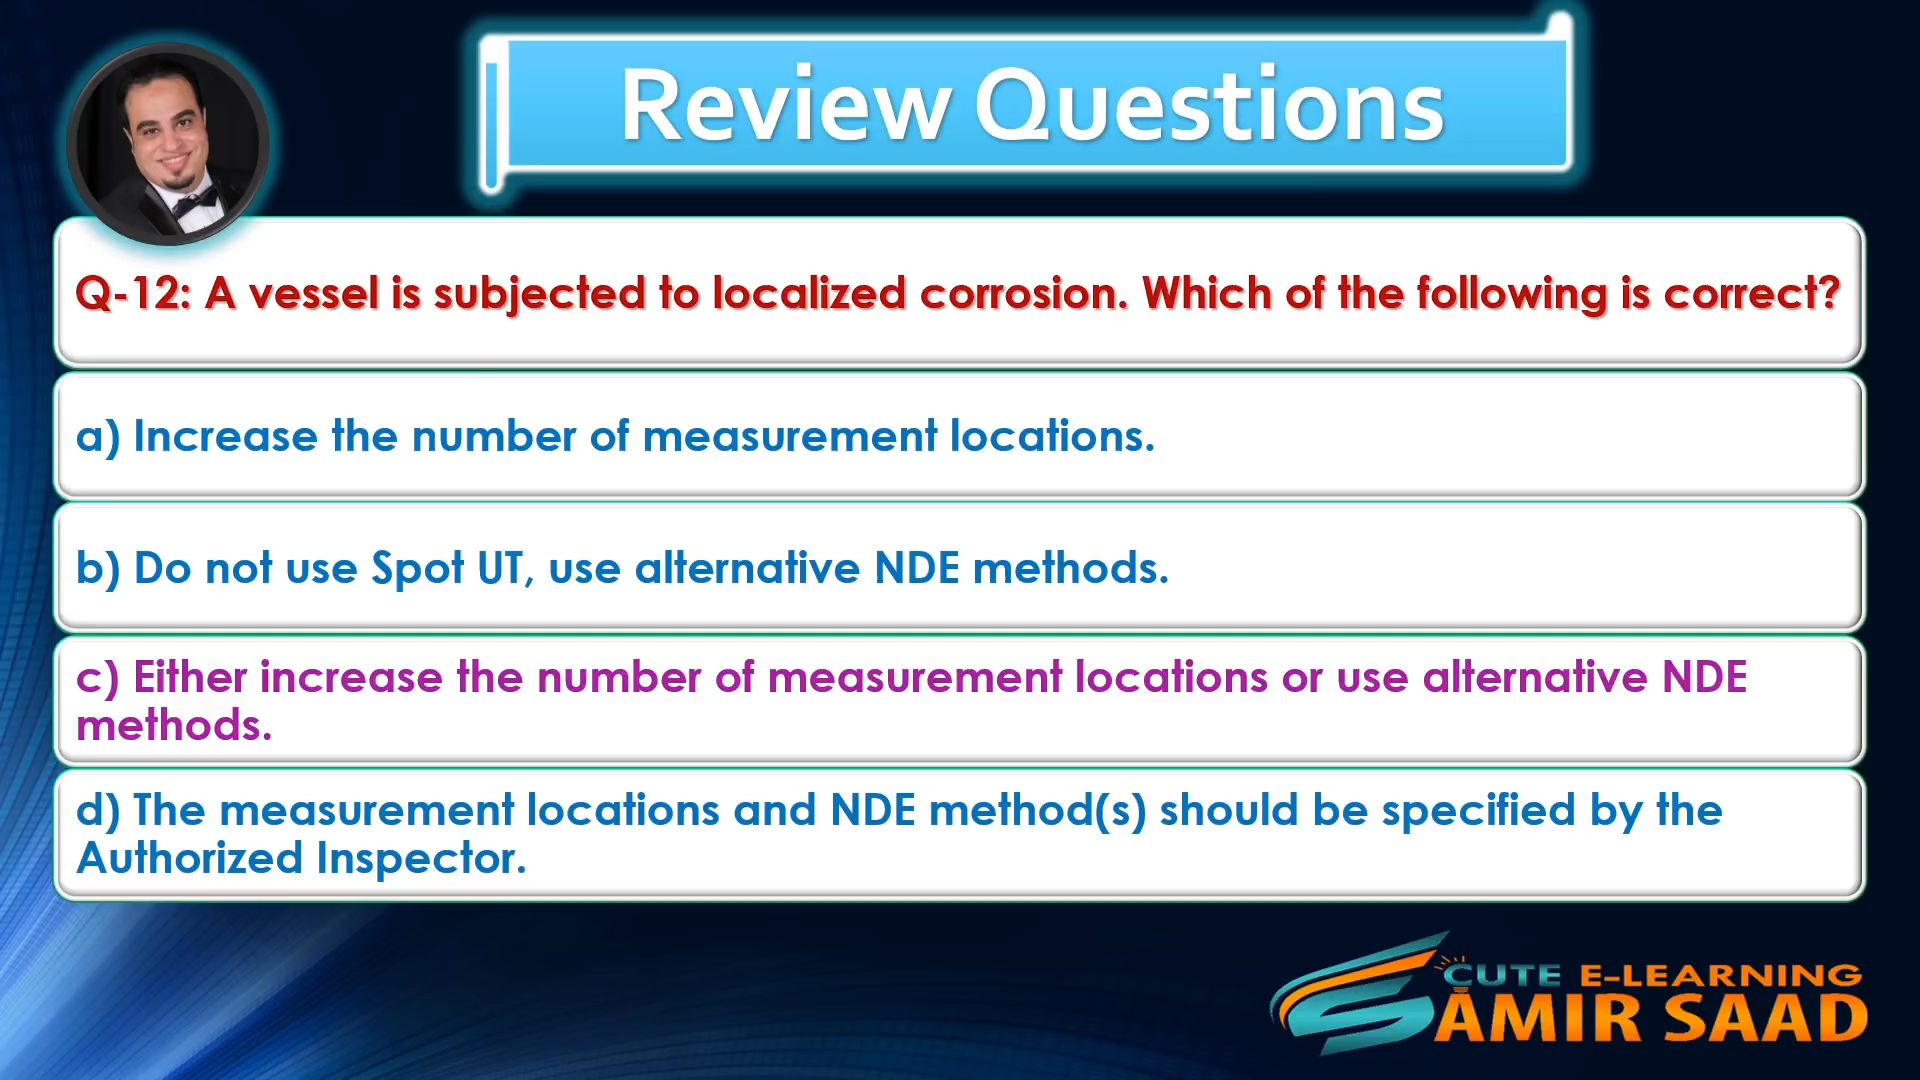 Review Questions
Q-12: A vessel is subjected to localized corrosion. Which of the following is correct?
a) Increase the number of measurement locations.
b) Do not use Spot UT, use alternative NDE methods.
c) Either increase the number of measurement locations or use alternative NDE
methods.
d) The measurement locations and NDE method(s) should be specified by the
Authorized Inspector.
CUTE E-LEARNING
AMIR SAAD